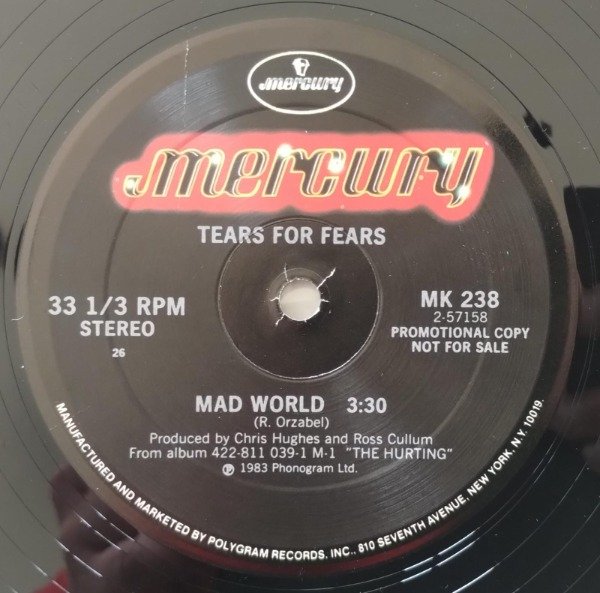 mercury
mercury
TEARS FOR FEARS
33 1/3 RPM
STEREO
26
MK 238
2-57158
PROMOTIONAL COPY
NOT FOR SALE
MAD WORLD 3:30
(R. Orzabel)
Produced by Chris Hughes and Ross Cullum
From album 422-811 039-1 M-1 "THE HURTING"
Ⓟ 1983 Phonogram Ltd.
MANUFACTURED AND MARKETED BY POLYGRAM RECORDS, INC., 810 SEVENTH AVENUE, NEW YORK, N.Y. 10019.